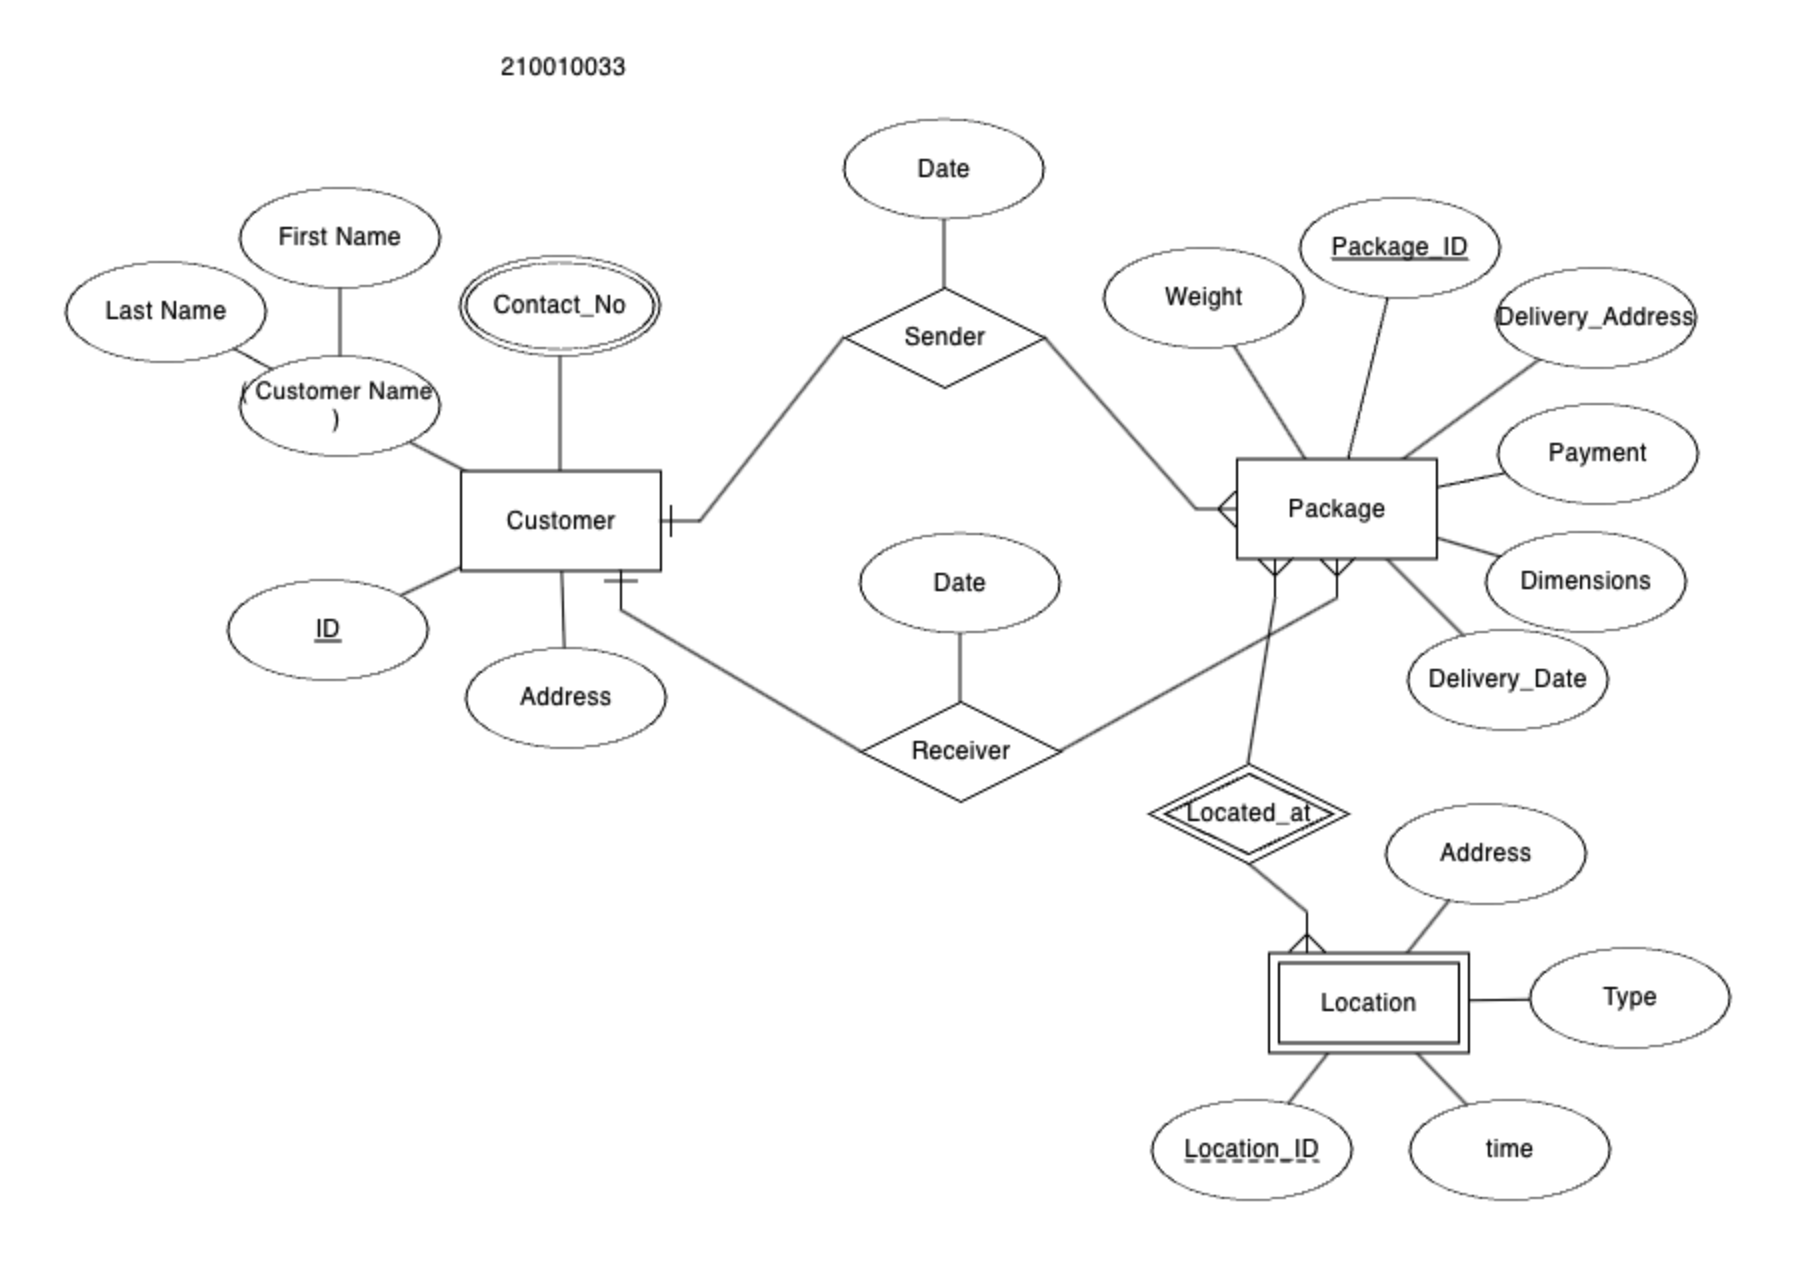 210010033
Date
First Name
Package_ID
Weight
Last Name
Contact_No
Delivery_Address
Sender
( Customer Name
)
Payment
Customer
Package
Date
Dimensions
ID
Delivery_Date
Address
Receiver
Located_at
Address
Type
Location
Location_ID
time